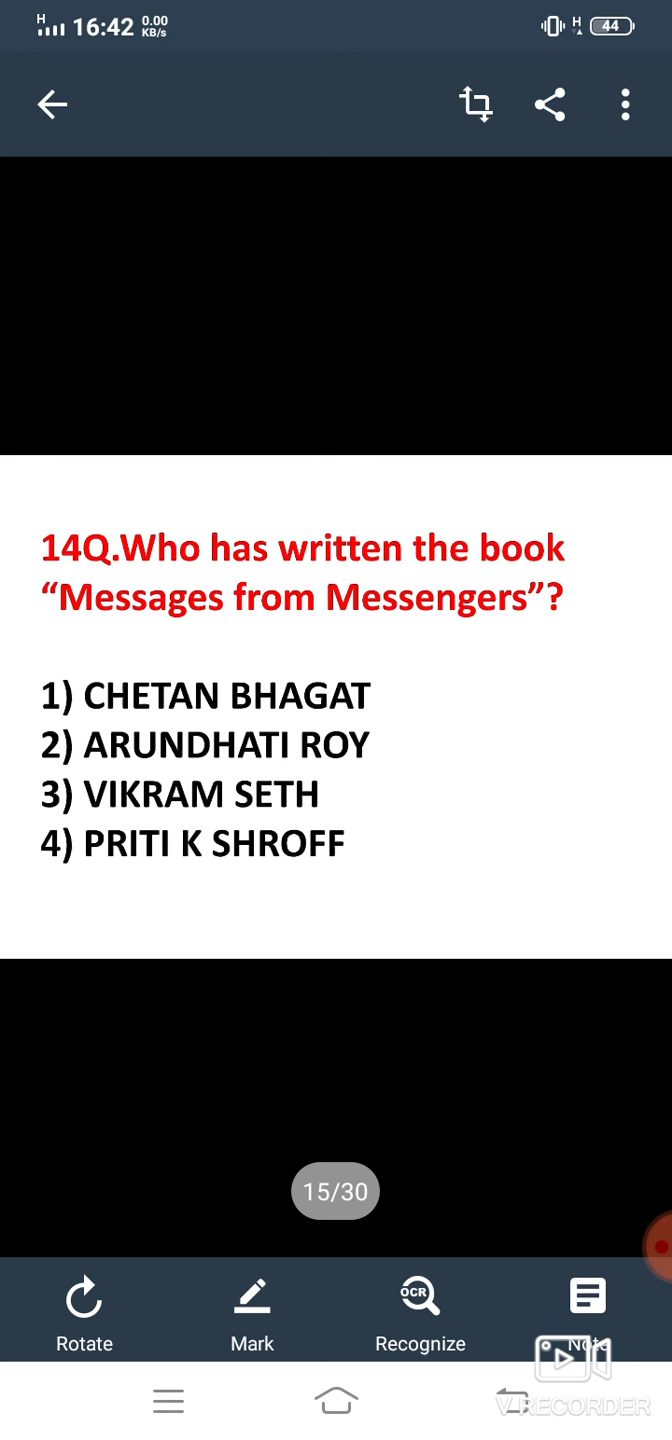 H 16:42 0.00 KB/s H 44
14Q.Who has written the book
“Messages from Messengers”?
1) CHETAN BHAGAT
2) ARUNDHATI ROY
3) VIKRAM SETH
4) PRITI K SHROFF
15/30
OCR
Rotate Mark Recognize Note
V RECORDER